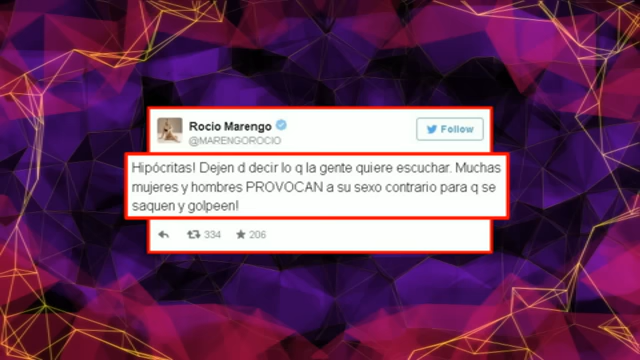 Rocio Marengo
@MARENGOROCIO
Follow
Hipócritas! Dejen d decir lo q la gente quiere escuchar. Muchas
mujeres y hombres PROVOCAN a su sexo contrario para q se
saquen y golpeen!
334
206